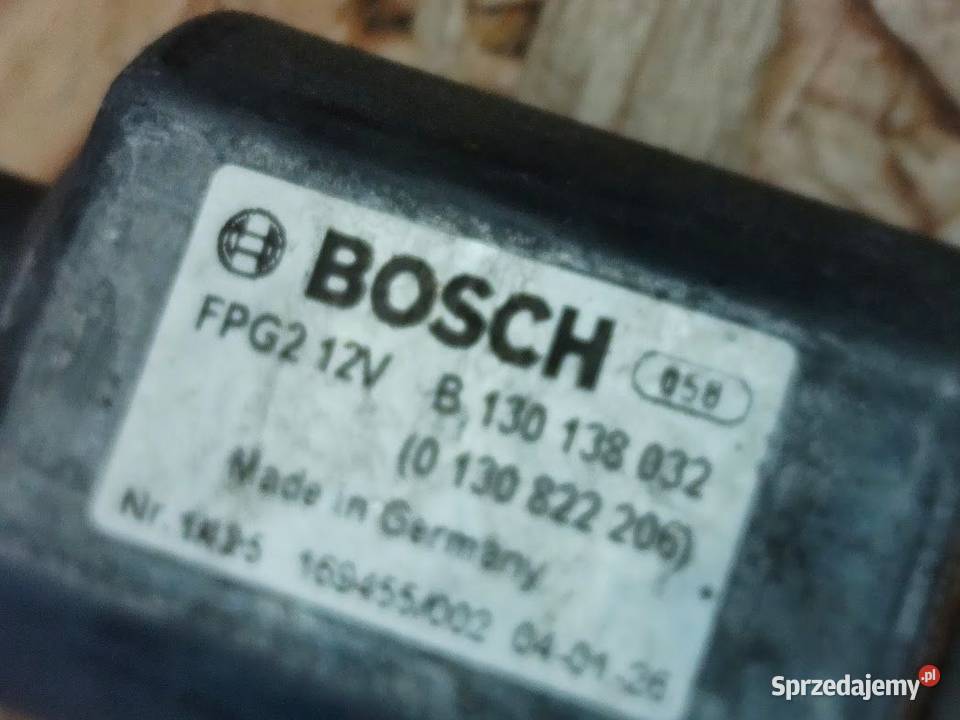 BOSCH 058
FPG2 12V B 130 138 032
(0 130 822 206)
Made in Germany
Nr. 169455/002 04-01-26
Sprzedajemy.pl